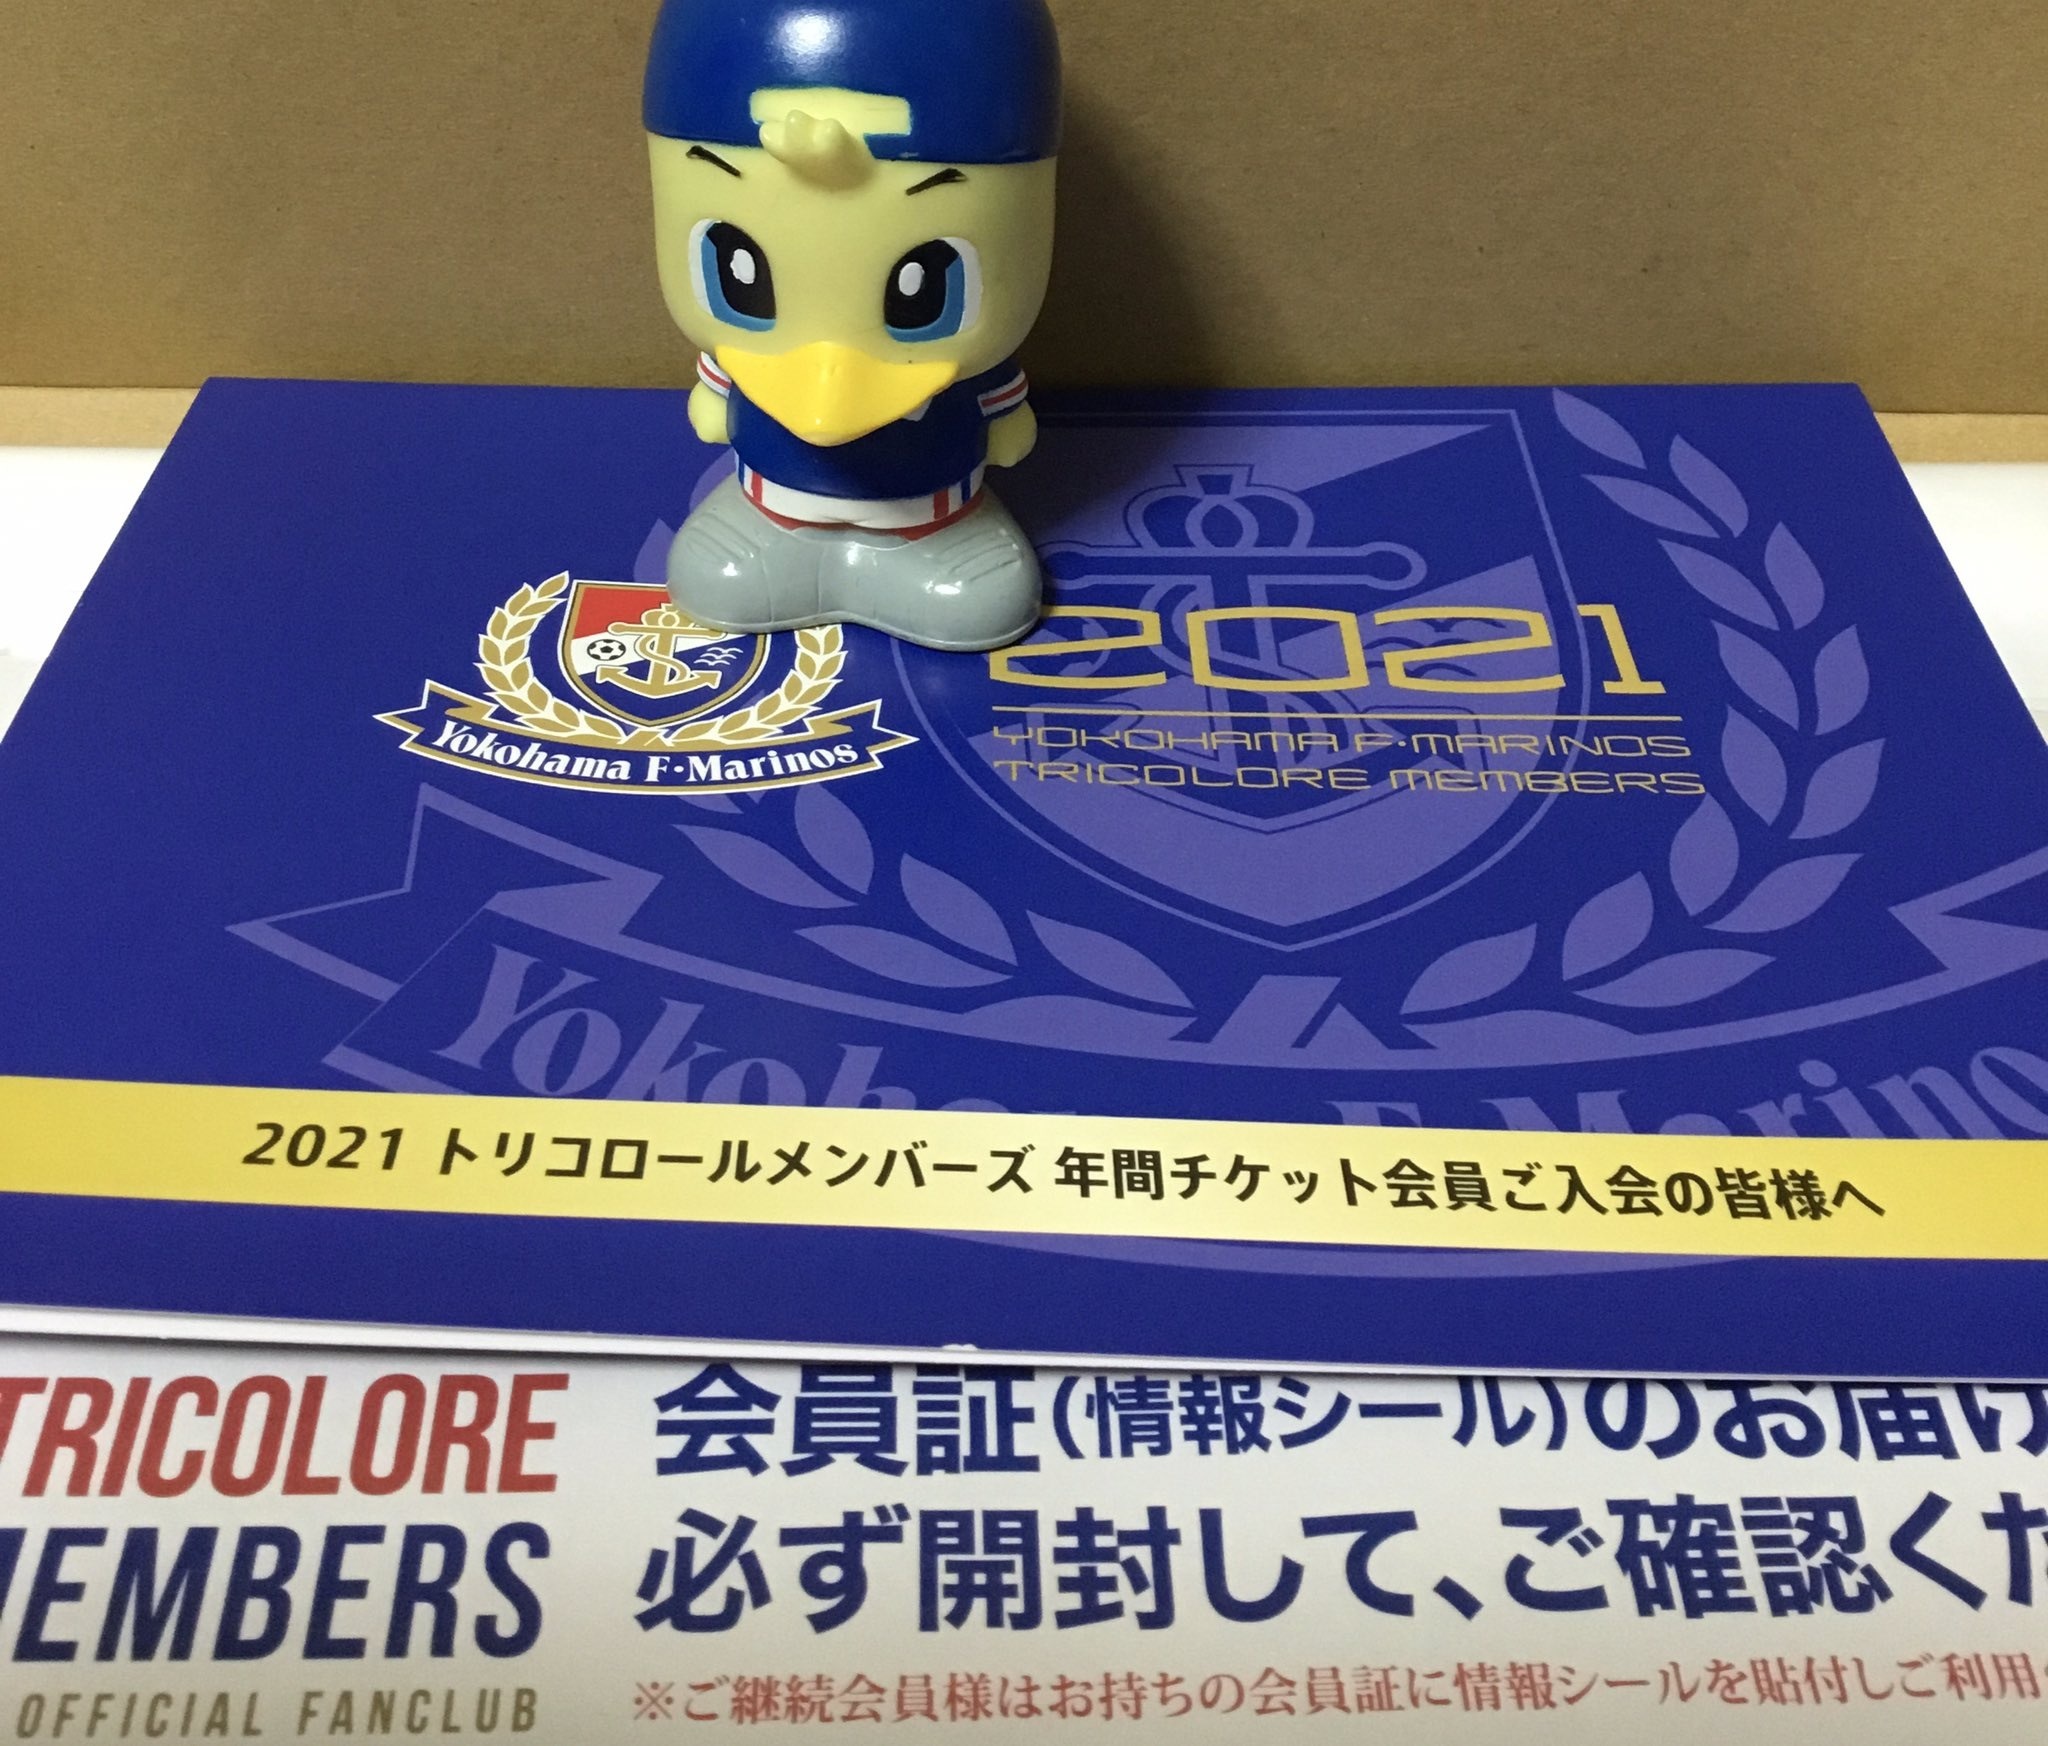 2021
YOKOHAMA F·MARINOS
TRICOLORE MEMBERS
Yokohama F·Marinos
Yokoha
F·Marino
2021 トリコロールメンバーズ 年間チケット会員ご入会の皆様へ
TRICOLORE
MEMBERS
OFFICIAL FANCLUB
会員証(情報シール)のお届け
必ず開封して、ご確認くだ
※ご継続会員様はお持ちの会員証に情報シールを貼付しご利用